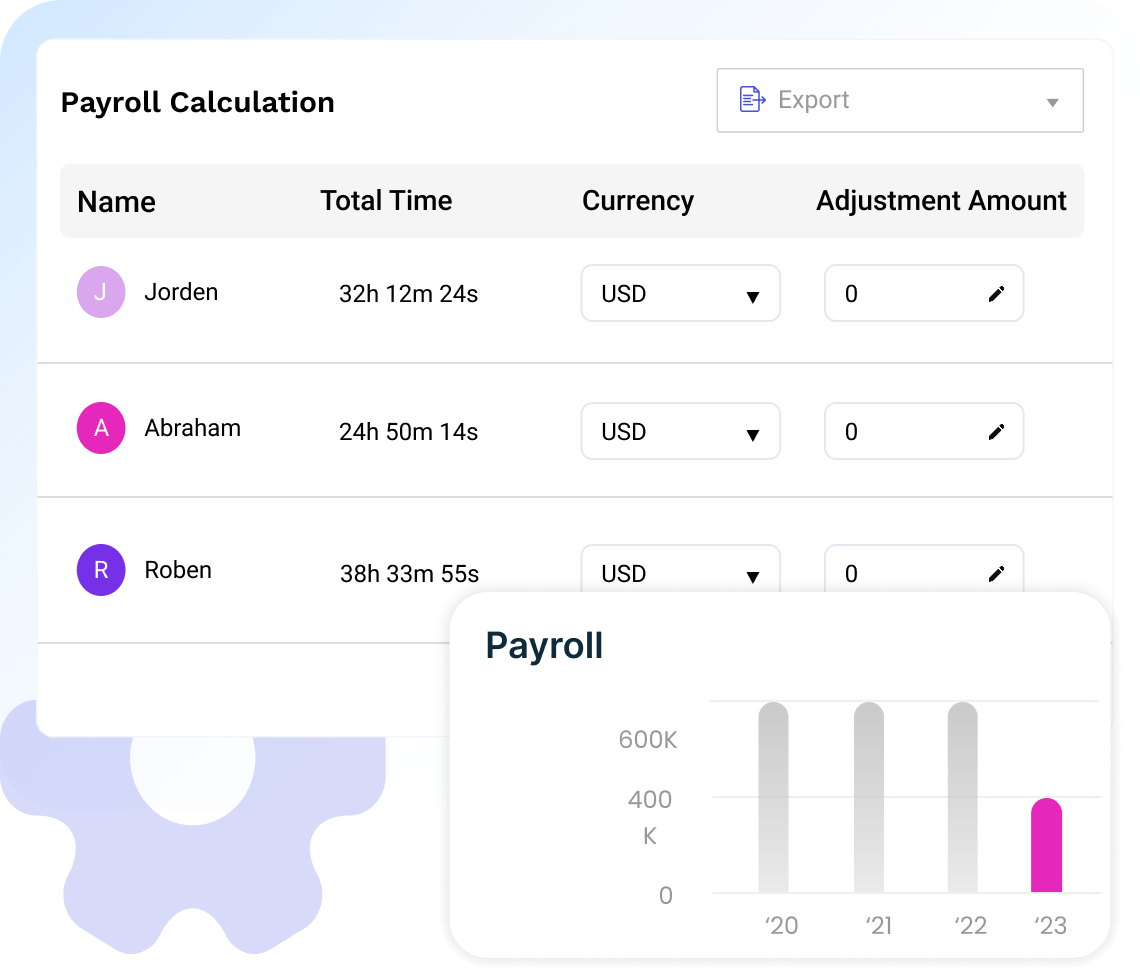 Payroll Calculation
Export
Name Total Time Currency Adjustment Amount
J Jorden 32h 12m 24s USD 0
A Abraham 24h 50m 14s USD 0
R Roben 38h 33m 55s USD 0
Payroll
600K
400
K
0
‘20 ‘21 ‘22 ‘23